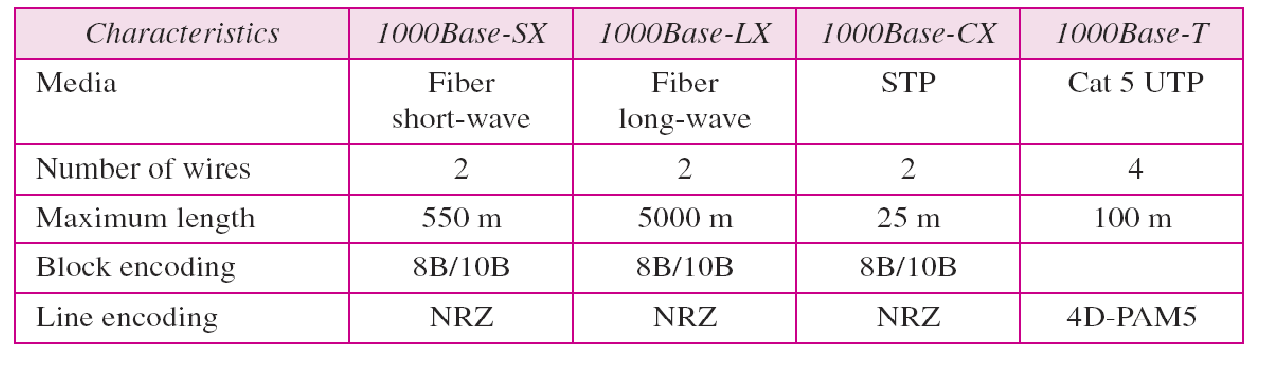 Characteristics 1000Base-SX 1000Base-LX 1000Base-CX 1000Base-T
Media Fiber short-wave Fiber long-wave STP Cat 5 UTP
Number of wires 2 2 2 4
Maximum length 550 m 5000 m 25 m 100 m
Block encoding 8B/10B 8B/10B 8B/10B
Line encoding NRZ NRZ NRZ 4D-PAM5